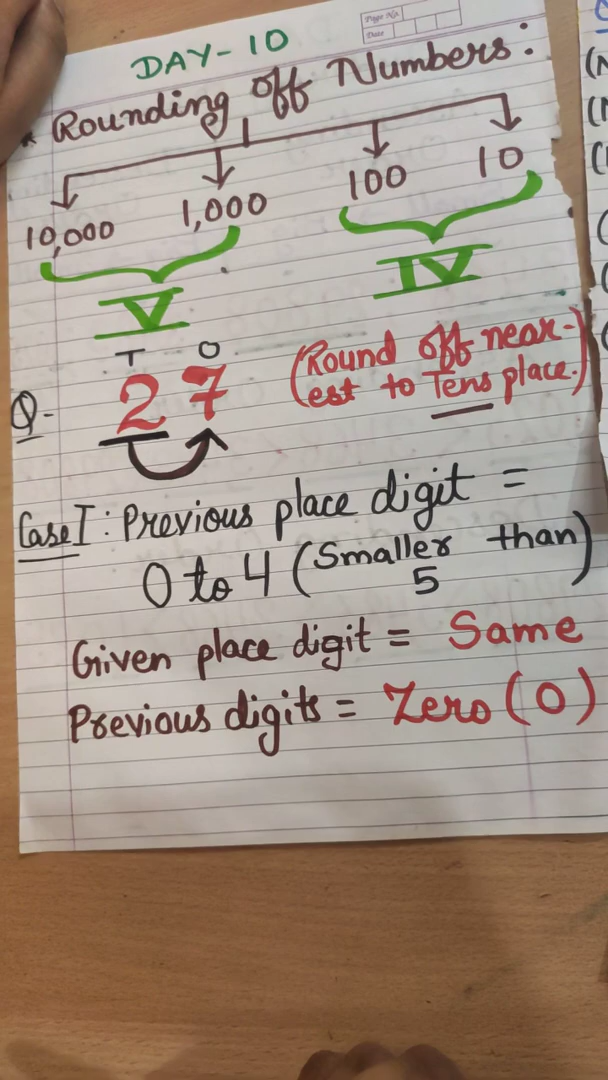 Page No.
Date
DAY-10
* Rounding off Numbers:
10,000 1,000 100 10
V IV
T O
Q- 27 (Round off near-
est to Tens place.)
Case I: Previous place digit =
0 to 4 (Smaller than
5)
Given place digit = Same
Previous digits = Zero (0)